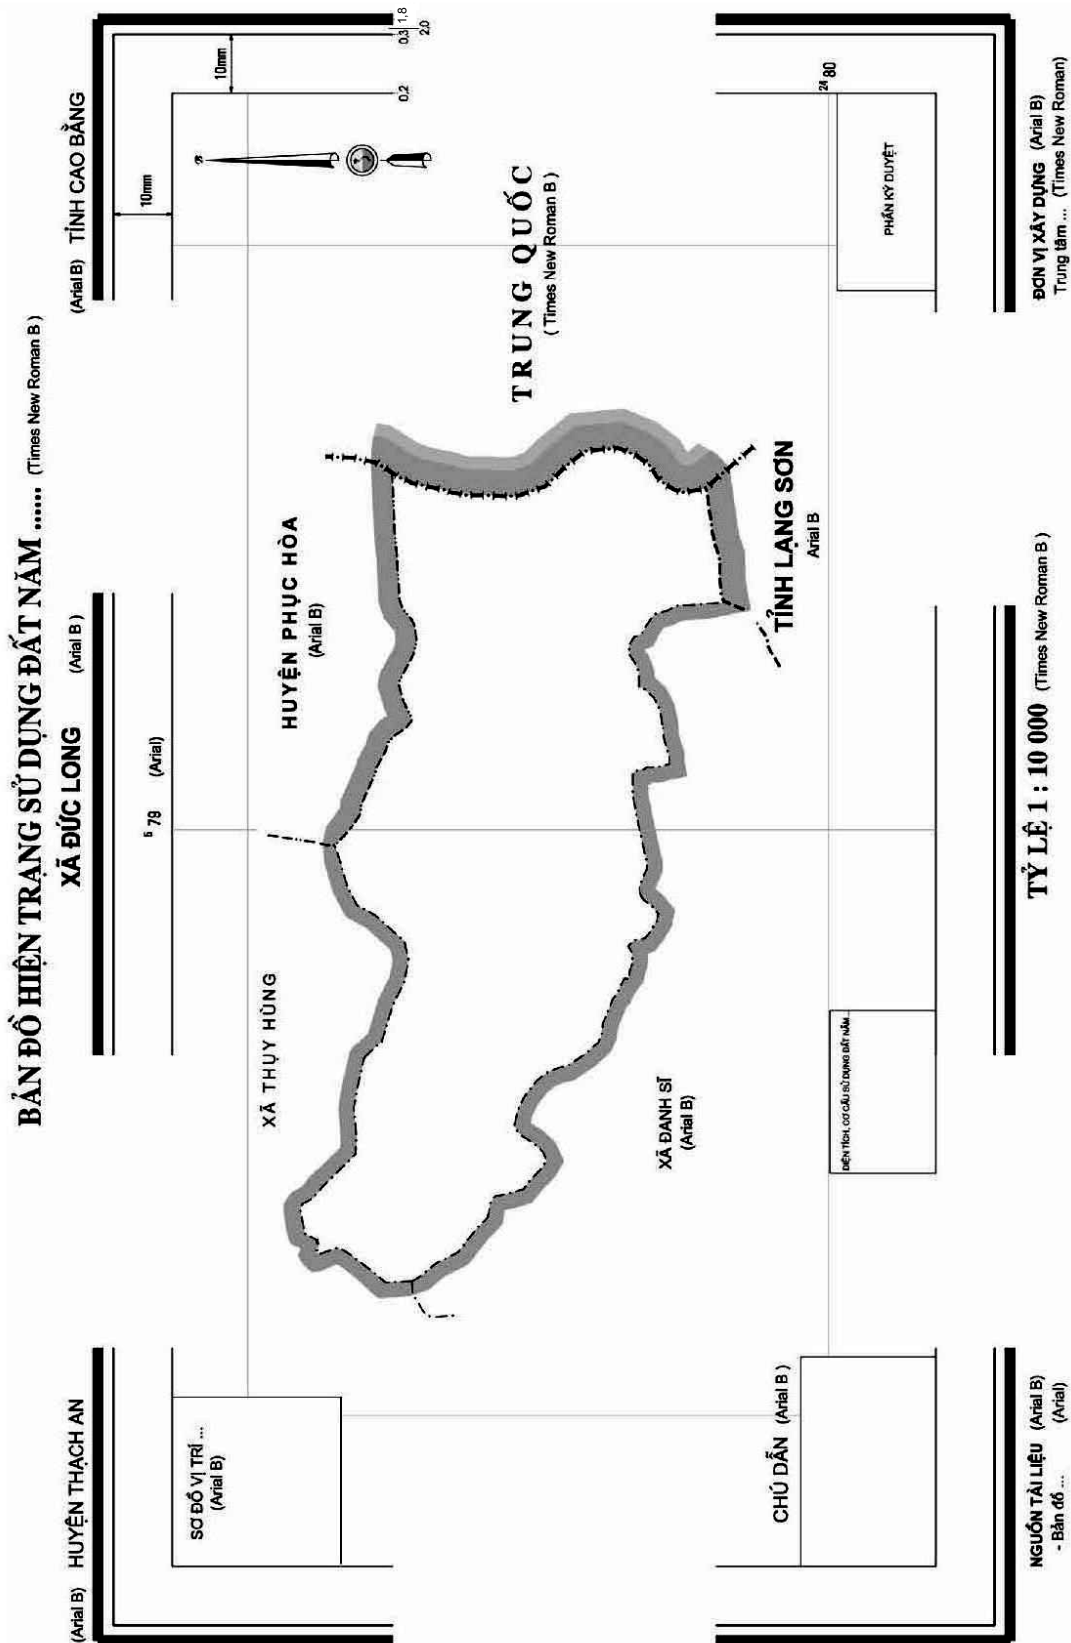 BẢN ĐỒ HIỆN TRẠNG SỬ DỤNG ĐẤT NĂM ...... (Times New Roman B )
(Arial B) HUYỆN THẠCH AN
XÃ ĐỨC LONG (Arial B )
(Arial B) TỈNH CAO BẰNG
5 79 (Arial)
10mm
10mm
SƠ ĐỒ VỊ TRÍ ...
(Arial B)
XÃ THỤY HÙNG
HUYỆN PHỤC HÒA
(Arial B)
0.2
0.3 1.8
2.0
TRUNG QUỐC
( Times New Roman B )
XÃ ĐANH SĨ
(Arial B)
TỈNH LẠNG SƠN
Arial B
CHÚ DẪN (Arial B )
DIỆN TÍCH, CƠ CẤU SỬ DỤNG ĐẤT NĂM...
24 80
PHẦN KÝ DUYỆT
NGUỒN TÀI LIỆU (Arial B)
- Bản đồ ... (Arial)
TỶ LỆ 1 : 10 000 (Times New Roman B )
ĐƠN VỊ XÂY DỰNG (Arial B)
Trung tâm ... (Times New Roman)